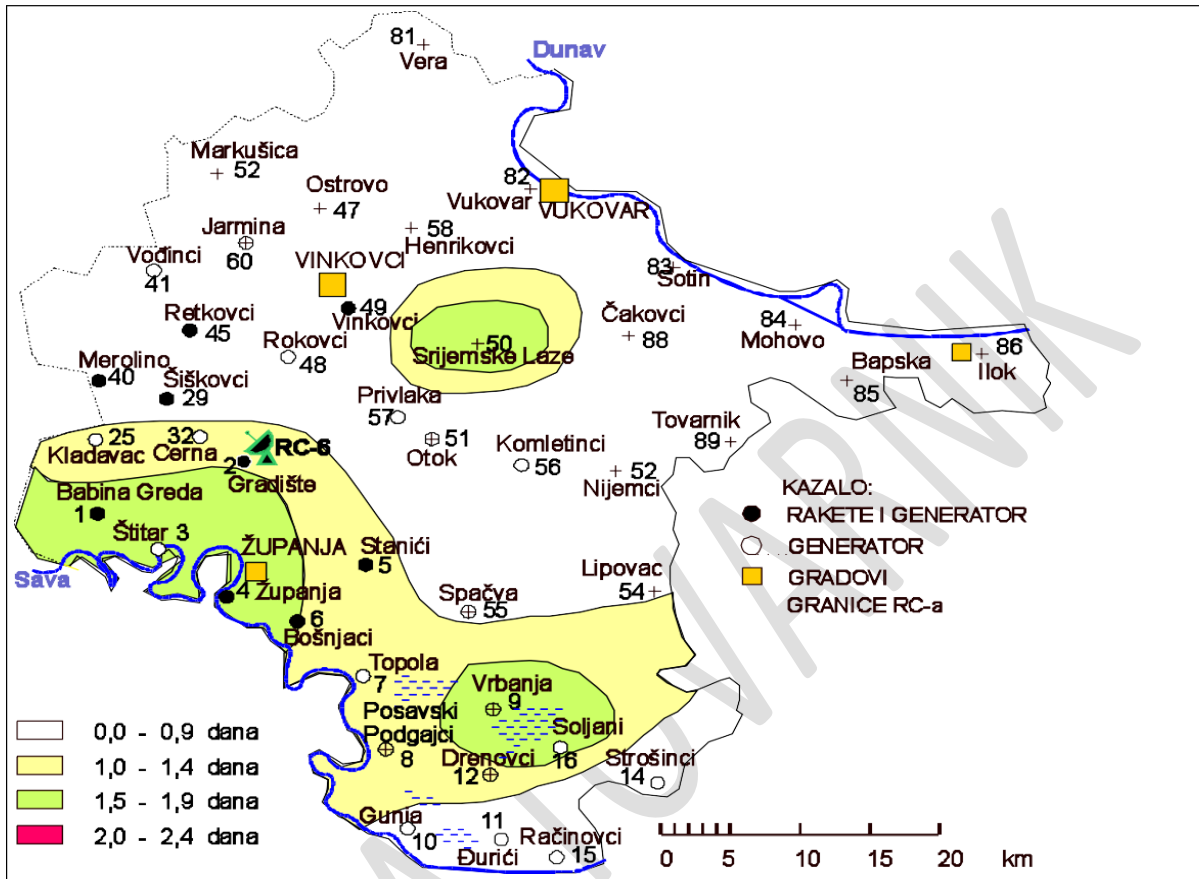 81
Vera
Dunav
Markušica
52
Ostrovo
47
82
Vukovar
VUKOVAR
Jarmina
60
58
Henrikovci
Vođinci
41
VINKOVCI
83
Sotin
Retkovci
45
49
Vinkovci
Rokovci
48
50
Srijemske Laze
Čakovci
88
84
Mohovo
86
Ilok
Bapska
85
Merolino
40
Šiškovci
29
Privlaka
57
51
Otok
Komletinci
56
Tovarnik
89
52
Nijemci
25
Kladavac
32
Cerna
RC-6
2
Gradište
Babina Greda
1
Štitar 3
ŽUPANJA
Stanići
5
Sava
4
Županja
6
Bošnjaci
Spačva
55
Lipovac
54
KAZALO:
RAKETE I GENERATOR
GENERATOR
GRADOVI
GRANICE RC-a
Topola
7
Vrbanja
9
Posavski
Podgajci
8
Soljani
16
Drenovci
12
Strošinci
14
Gunja
10
11
Đurići
Račinovci
15
0,0 - 0,9 dana
1,0 - 1,4 dana
1,5 - 1,9 dana
2,0 - 2,4 dana
0 5 10 15 20 km